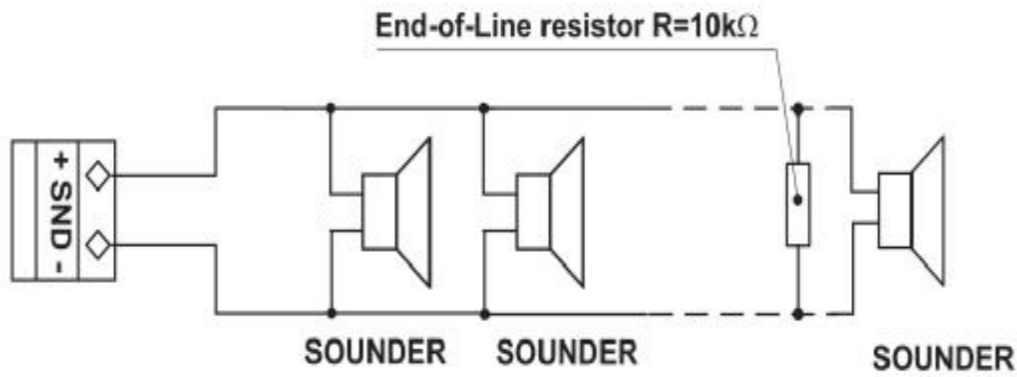 End-of-Line resistor R=10kΩ
+ SND -
SOUNDER
SOUNDER
SOUNDER